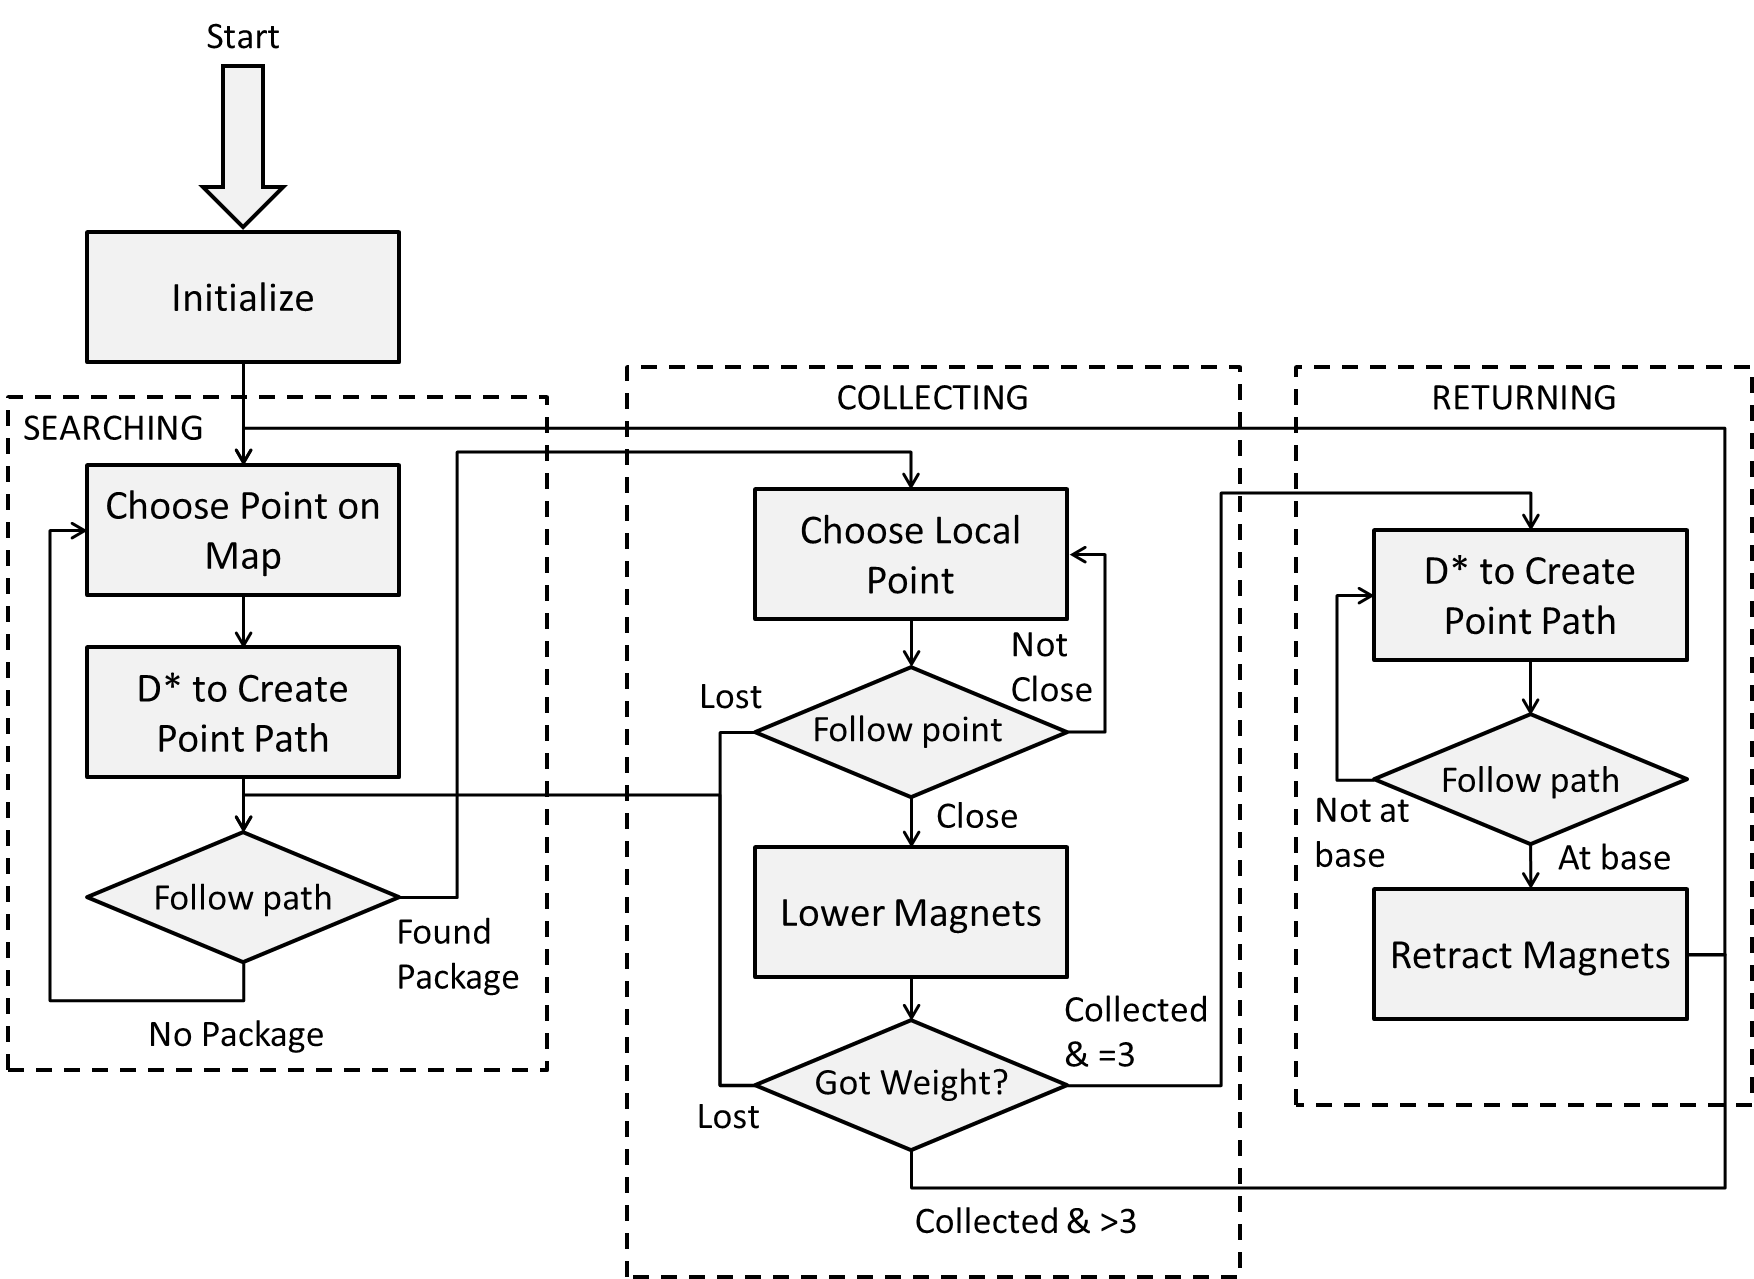 Start
Initialize
SEARCHING
Choose Point on
Map
D* to Create
Point Path
Follow path
Found
Package
No Package
COLLECTING
Choose Local
Point
Not
Close
Lost
Follow point
Close
Lower Magnets
Collected
& =3
Got Weight?
Lost
Collected & >3
RETURNING
D* to Create
Point Path
Follow path
Not at
base
At base
Retract Magnets